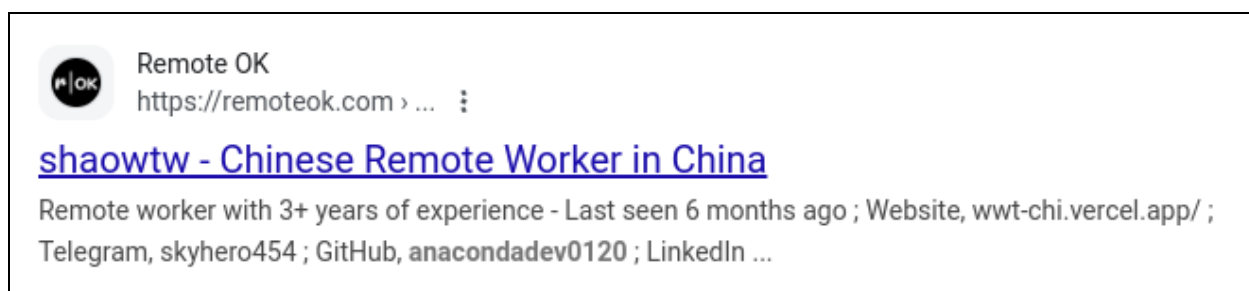 r|OK
Remote OK
https://remoteok.com › ...
shaowtw - Chinese Remote Worker in China
Remote worker with 3+ years of experience - Last seen 6 months ago ; Website, wwt-chi.vercel.app/ ;
Telegram, skyhero454 ; GitHub, anacondadev0120 ; LinkedIn ...